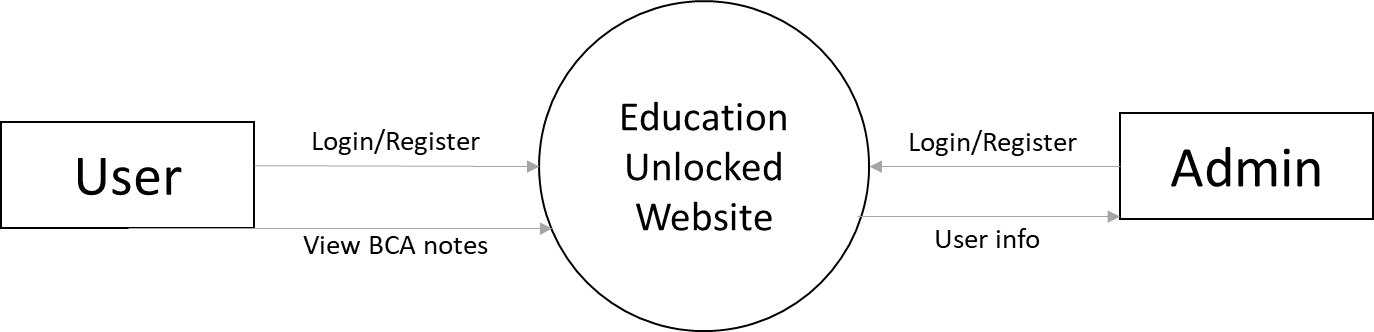 User
Login/Register
View BCA notes
Education
Unlocked
Website
Login/Register
User info
Admin